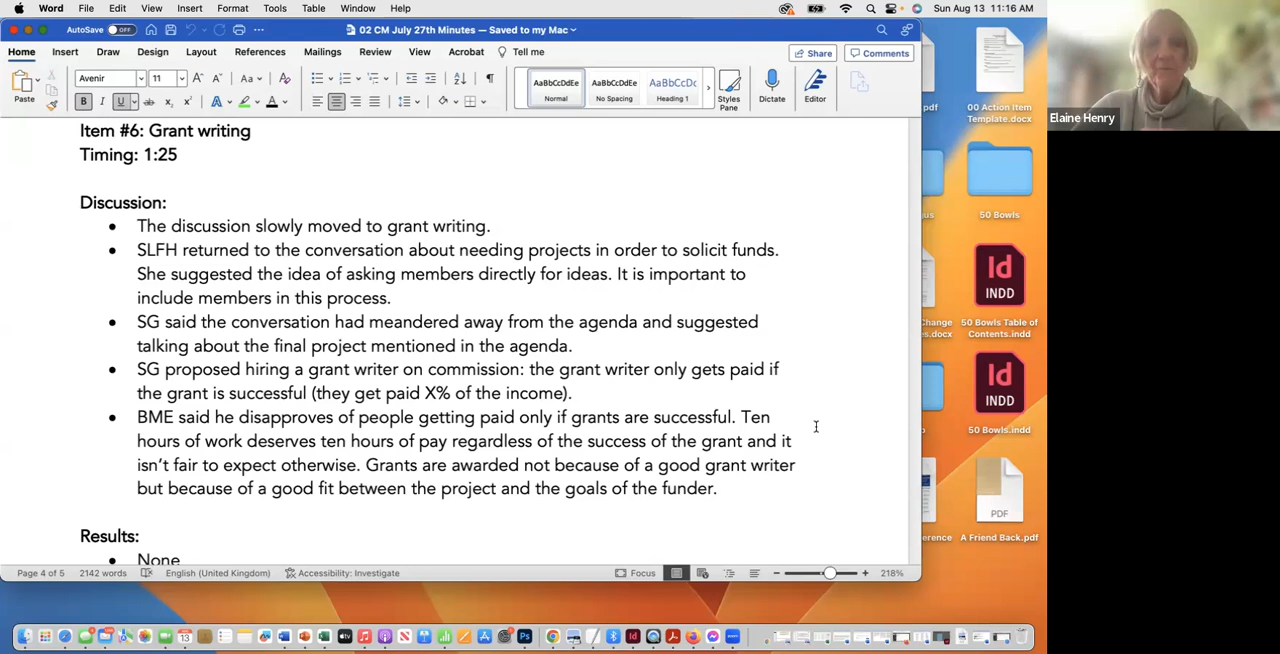 Word File Edit View Insert Format Tools Table Window Help Sun Aug 13 11:16 AM
AutoSave OFF 02 CM July 27th Minutes — Saved to my Mac
Home Insert Draw Design Layout References Mailings Review View Acrobat Tell me Share Comments
Paste Avenir 11 AaBbCcDdEe Normal AaBbCcDdEe No Spacing AaBbCcDc Heading 1 Styles Pane Dictate Editor
Item #6: Grant writing
Timing: 1:25
Discussion:
• The discussion slowly moved to grant writing.
• SLFH returned to the conversation about needing projects in order to solicit funds.
She suggested the idea of asking members directly for ideas. It is important to
include members in this process.
• SG said the conversation had meandered away from the agenda and suggested
talking about the final project mentioned in the agenda.
• SG proposed hiring a grant writer on commission: the grant writer only gets paid if
the grant is successful (they get paid X% of the income).
• BME said he disapproves of people getting paid only if grants are successful. Ten
hours of work deserves ten hours of pay regardless of the success of the grant and it
isn't fair to expect otherwise. Grants are awarded not because of a good grant writer
but because of a good fit between the project and the goals of the funder.
Results:
• None
Page 4 of 5 2142 words English (United Kingdom) Accessibility: Investigate Focus 218%
.pdf
00 Action Item
Template.docx
50 Bowls
Id
INDD
50 Bowls Table of
Contents.indd
Id
INDD
50 Bowls.indd
PDF
A Friend Back.pdf
Elaine Henry